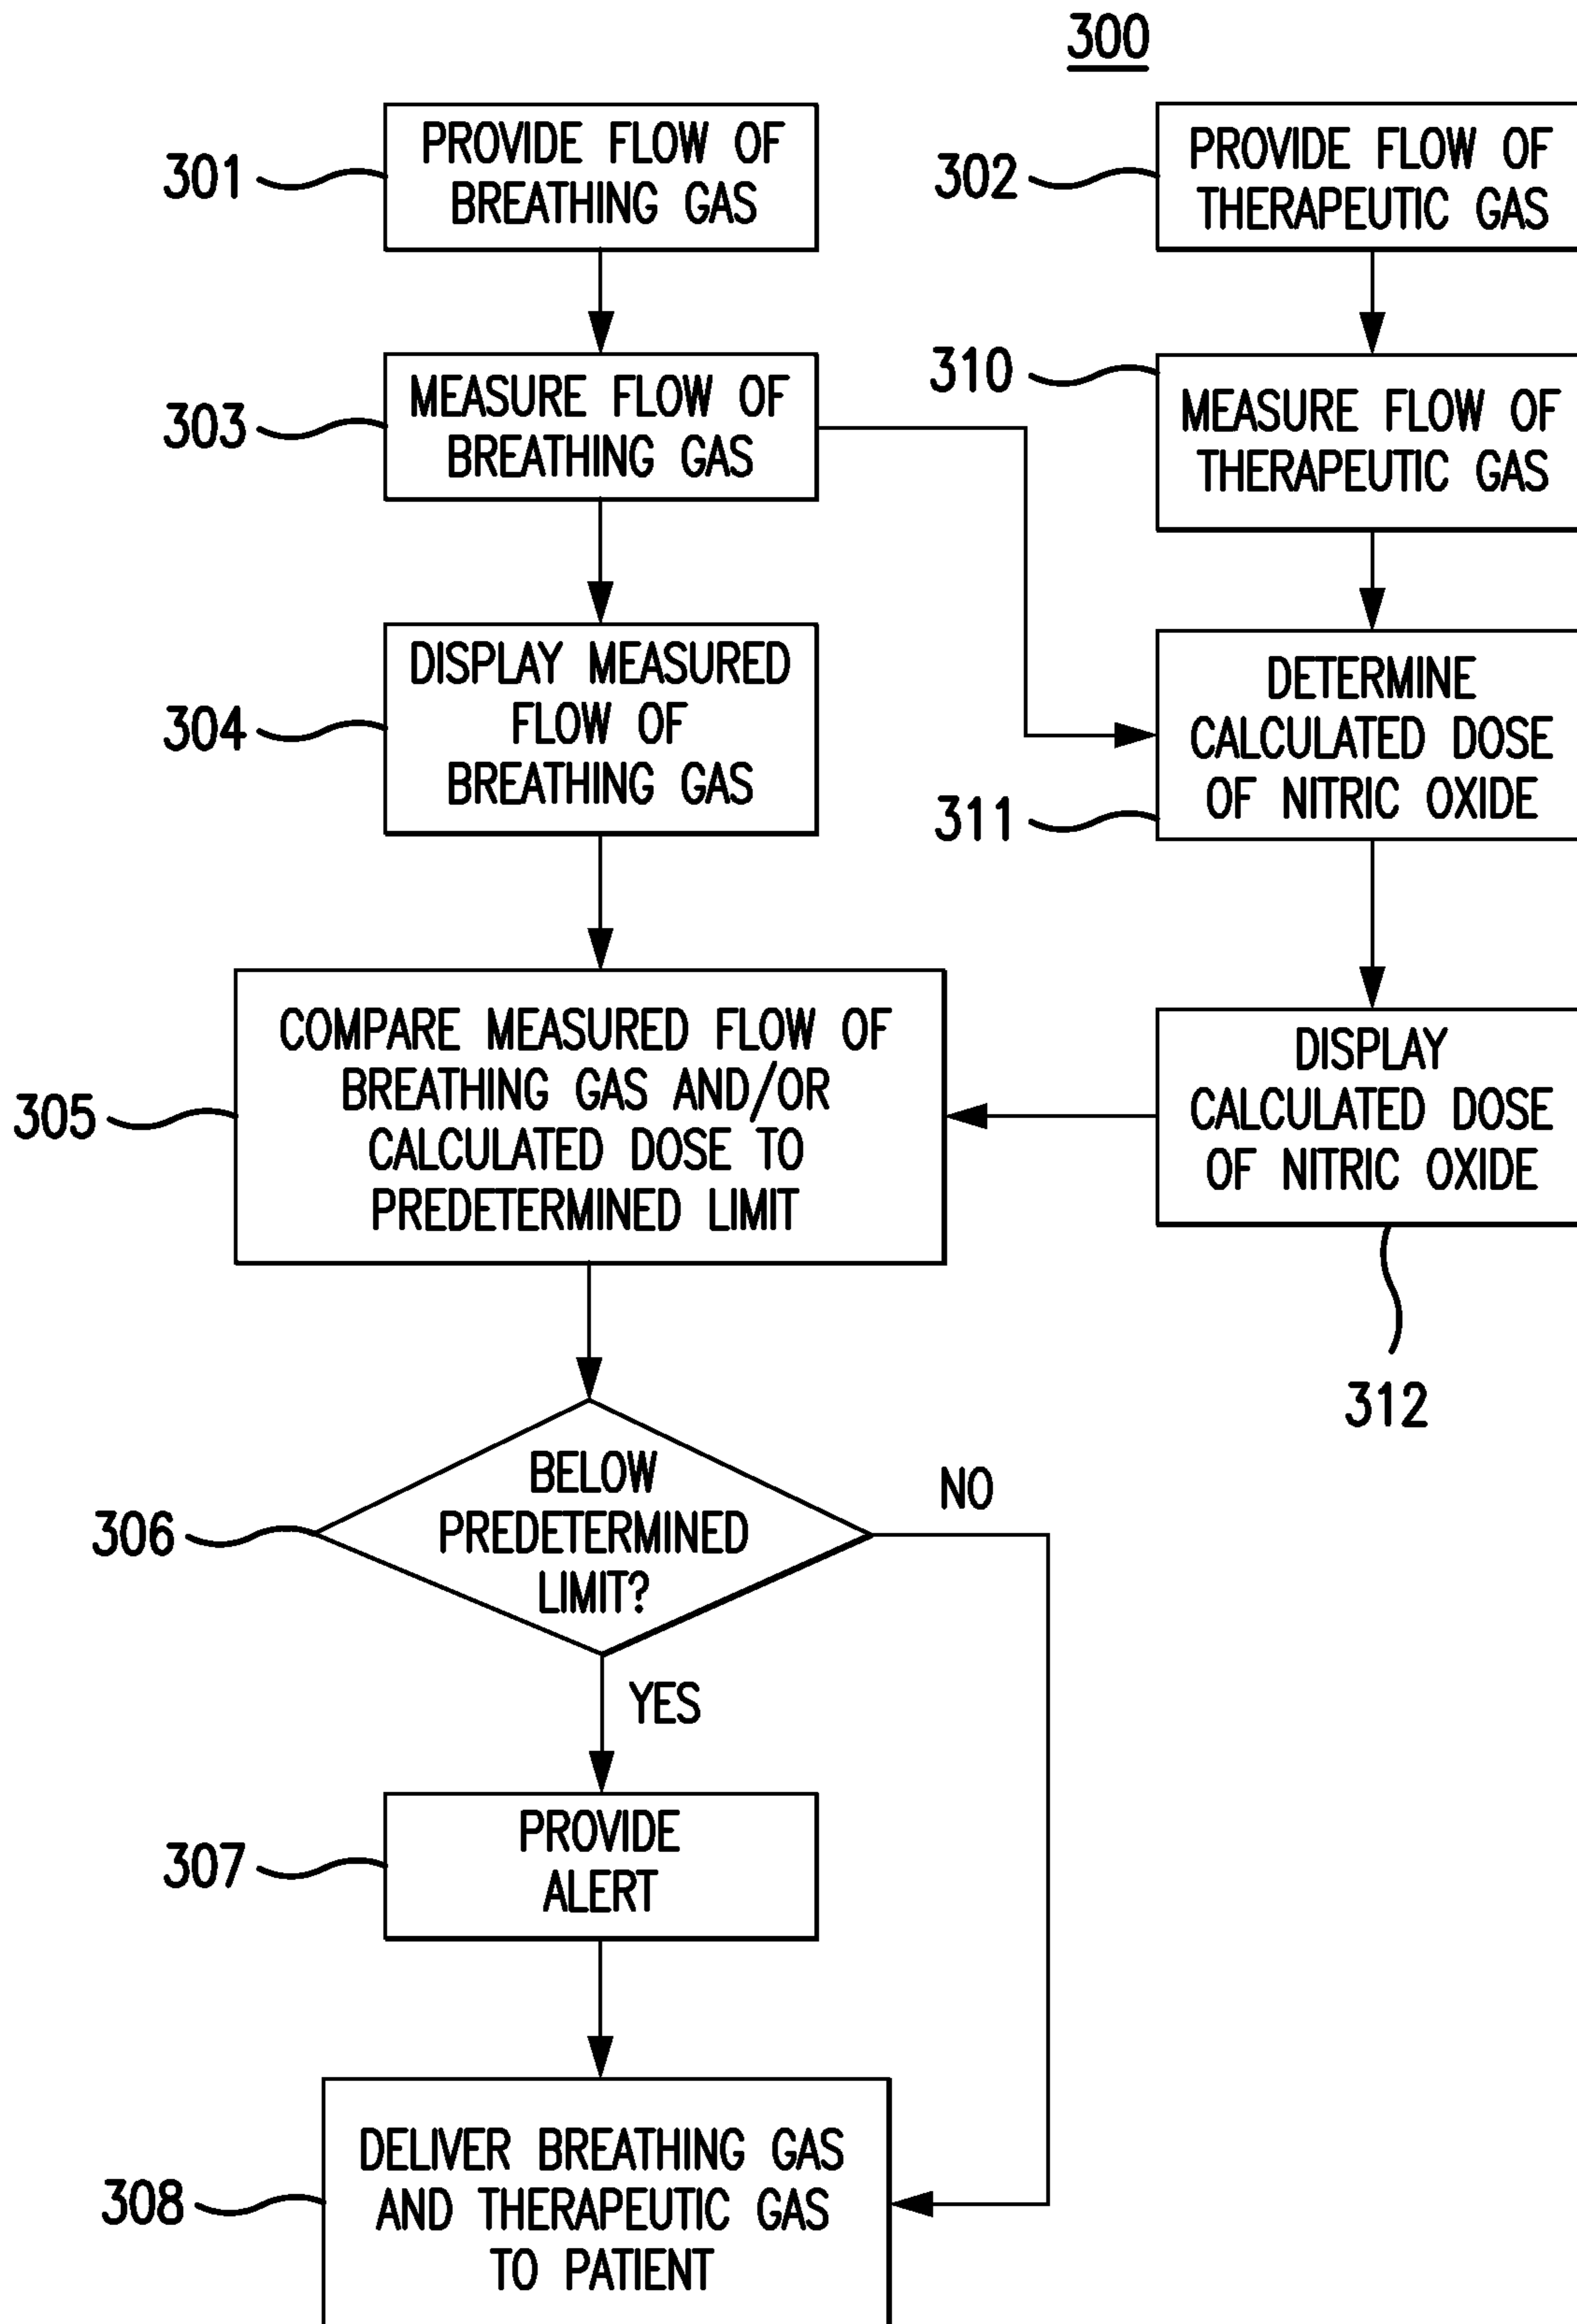 300
301
PROVIDE FLOW OF
BREATHING GAS
302
PROVIDE FLOW OF
THERAPEUTIC GAS
303
MEASURE FLOW OF
BREATHING GAS
310
MEASURE FLOW OF
THERAPEUTIC GAS
304
DISPLAY MEASURED
FLOW OF
BREATHING GAS
311
DETERMINE
CALCULATED DOSE
OF NITRIC OXIDE
305
COMPARE MEASURED FLOW OF
BREATHING GAS AND/OR
CALCULATED DOSE TO
PREDETERMINED LIMIT
DISPLAY
CALCULATED DOSE
OF NITRIC OXIDE
312
306
BELOW
PREDETERMINED
LIMIT?
NO
YES
307
PROVIDE
ALERT
308
DELIVER BREATHING GAS
AND THERAPEUTIC GAS
TO PATIENT